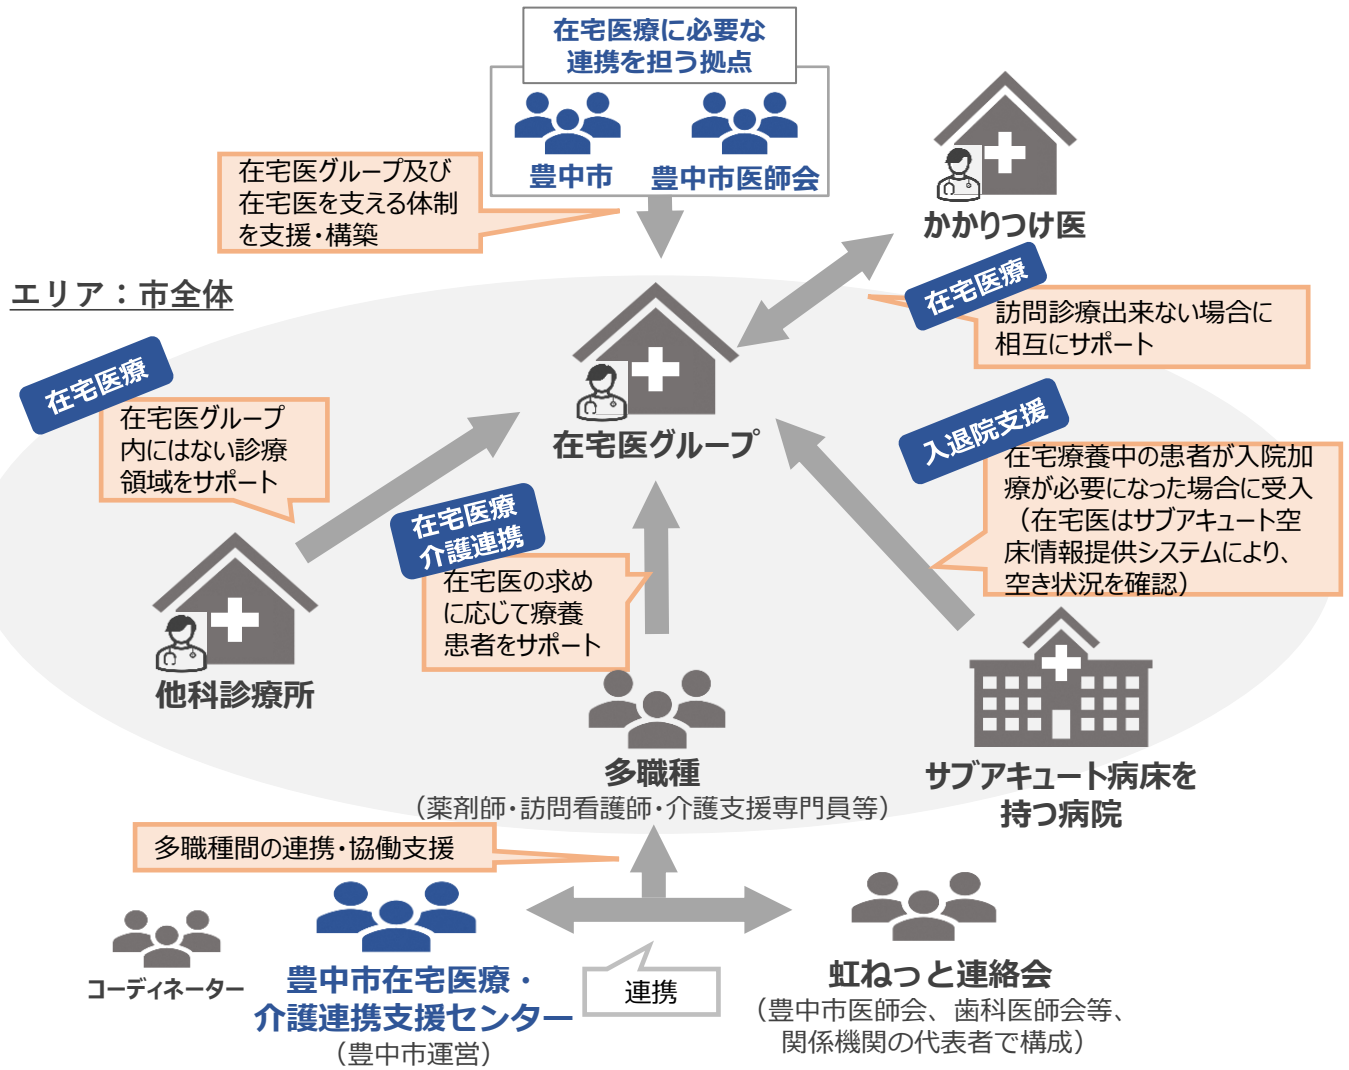 在宅医療に必要な
連携を担う拠点
豊中市
豊中市医師会
在宅医グループ及び
在宅医を支える体制
を支援・構築
かかりつけ医
エリア：市全体
在宅医療
訪問診療出来ない場合に
相互にサポート
在宅医療
在宅医グループ
内にはない診療
領域をサポート
在宅医グループ
入退院支援
在宅療養中の患者が入院加
療が必要になった場合に受入
（在宅医はサブアキュート空
床情報提供システムにより、
空き状況を確認）
在宅医療
介護連携
在宅医の求め
に応じて療養
患者をサポート
他科診療所
多職種
（薬剤師・訪問看護師・介護支援専門員等）
サブアキュート病床を
持つ病院
多職種間の連携・協働支援
コーディネーター
豊中市在宅医療・
介護連携支援センター
（豊中市運営）
連携
虹ねっと連絡会
（豊中市医師会、歯科医師会等、
関係機関の代表者で構成）